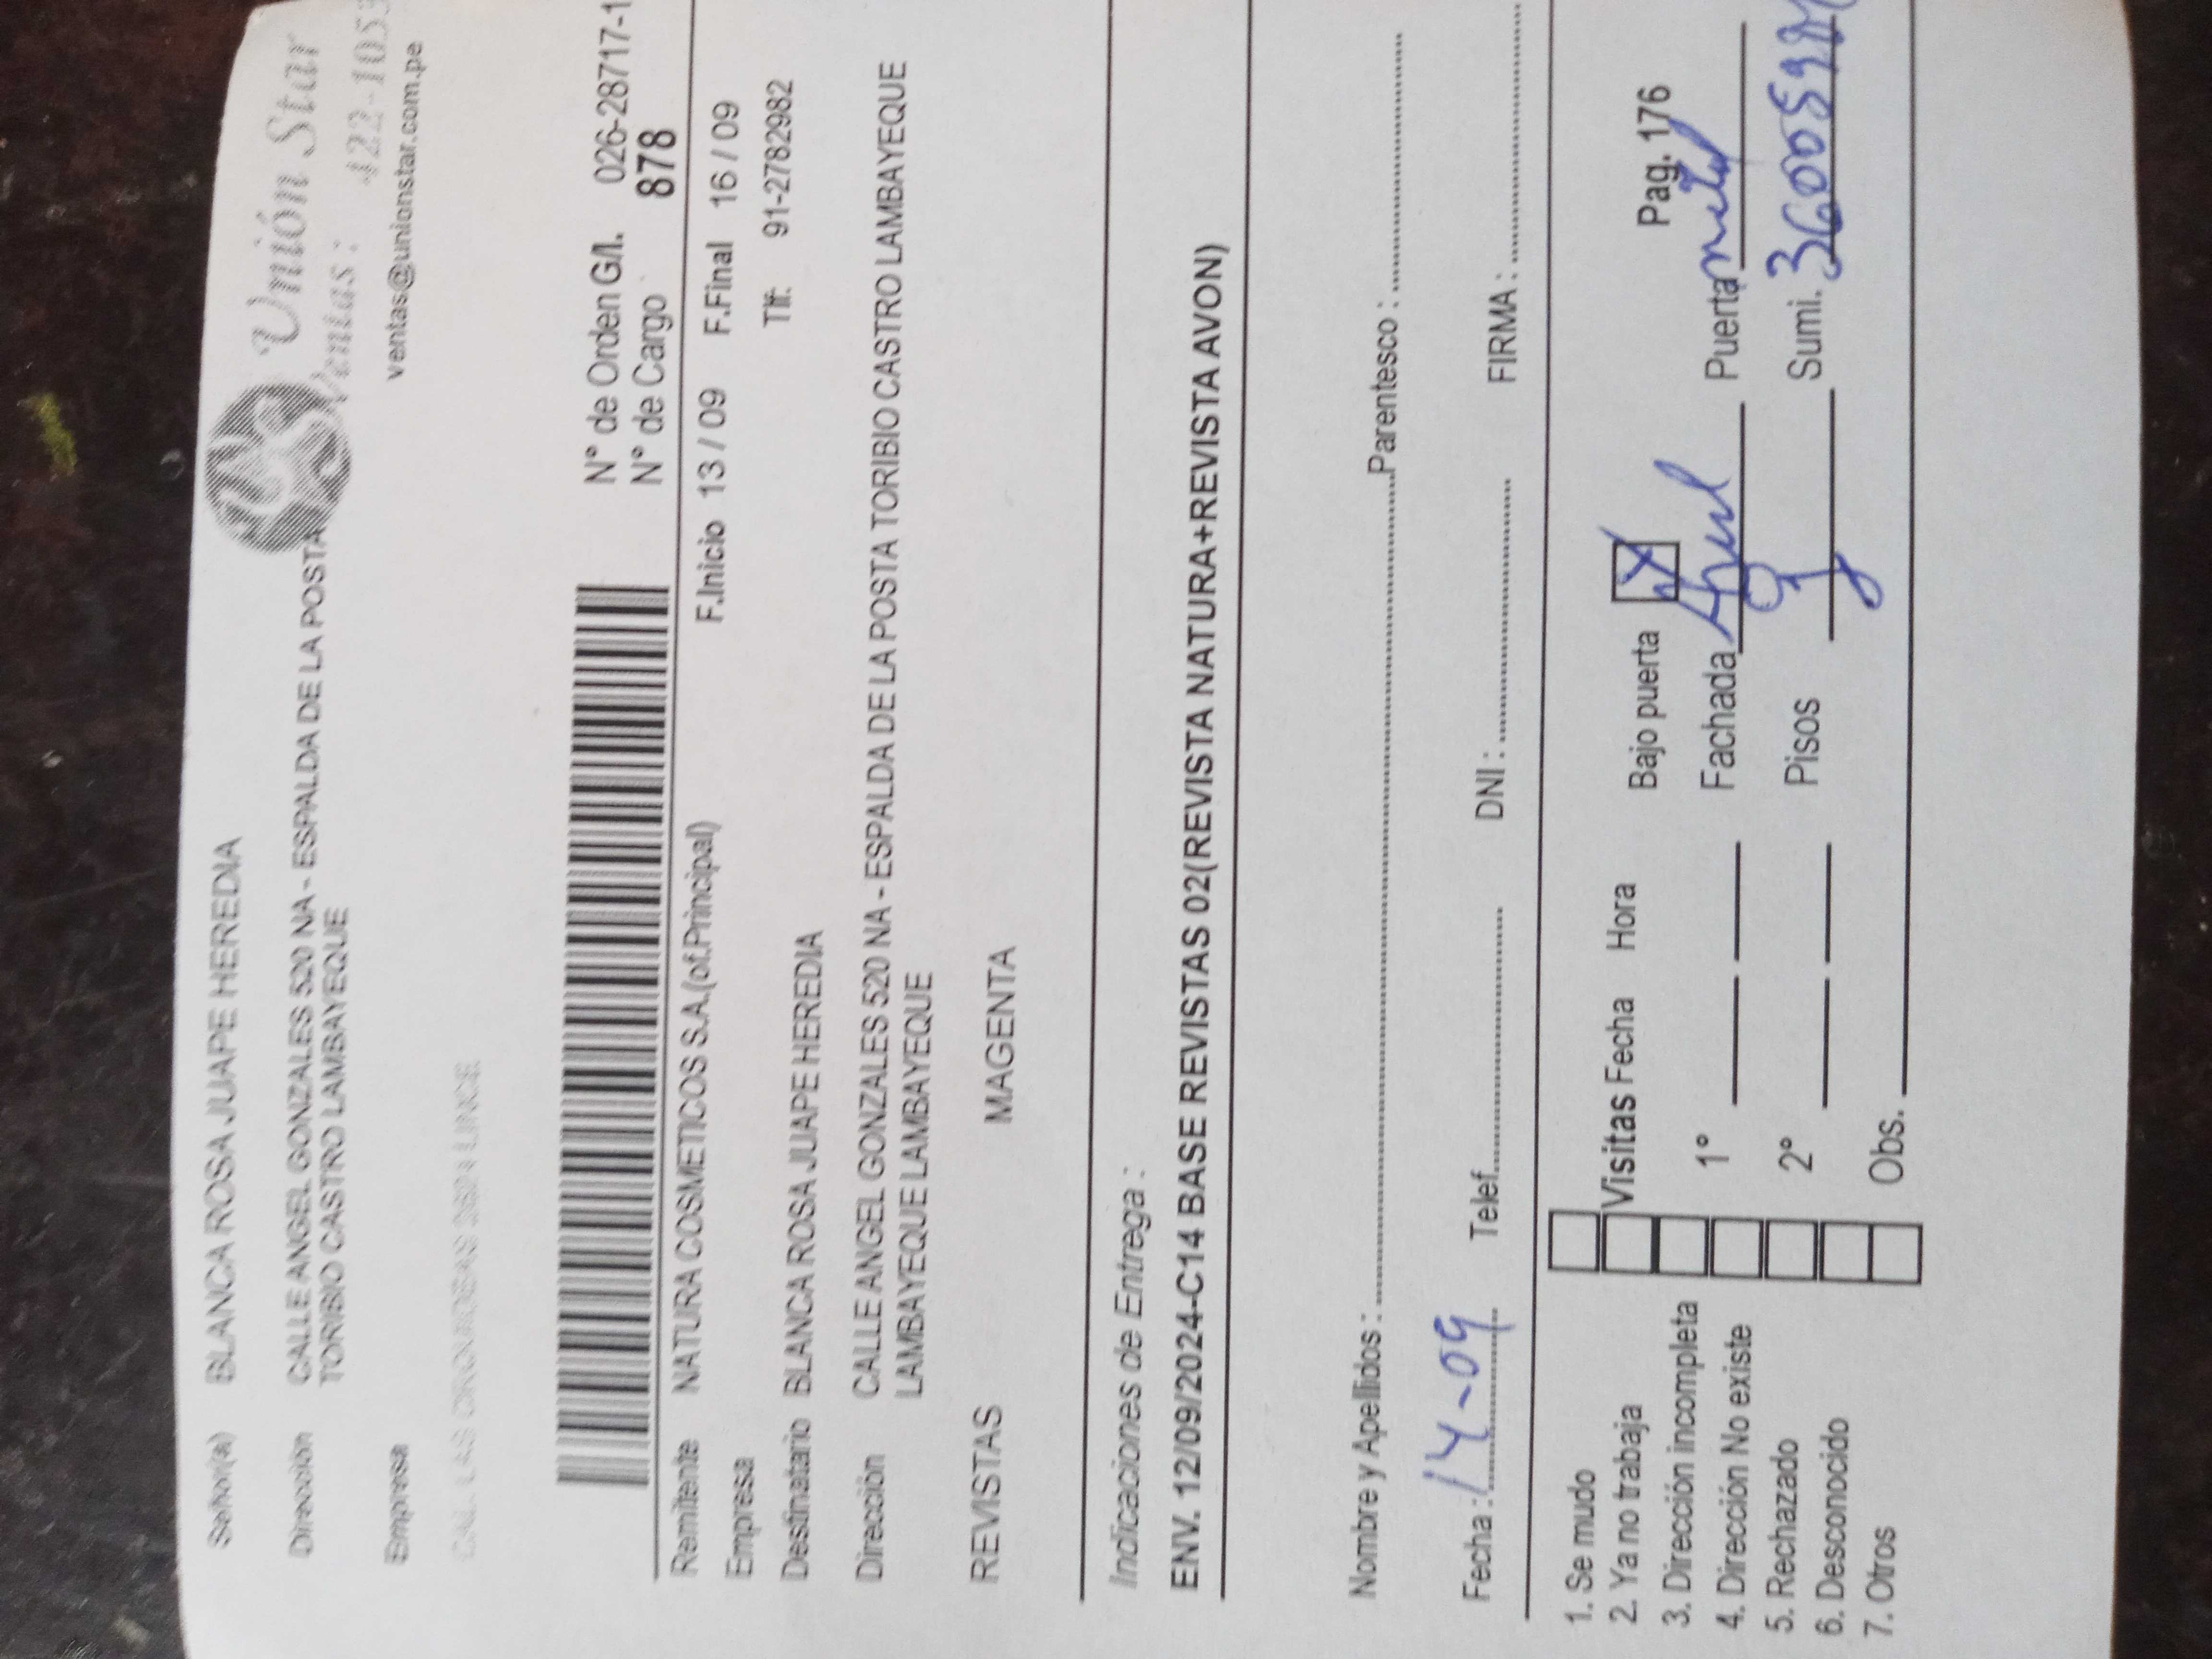 Señor(a) BLANCA ROSA JUAPE HEREDIA
Unión Star
Ventas : 422-105
Dirección CALLE ANGEL GONZALES 520 NA - ESPALDA DE LA POSTA
TORIBIO CASTRO LAMBAYEQUE
ventas@unionstar.com.pe
Empresa
N° de Orden G/I. 026-28717-1
N° de Cargo 878
Remitente NATURA COSMETICOS S.A.(of.Principal)
F.Inicio 13 / 09 F.Final 16 / 09
Empresa
Tlf: 91-2782982
Destinatario BLANCA ROSA JUAPE HEREDIA
Dirección CALLE ANGEL GONZALES 520 NA - ESPALDA DE LA POSTA TORIBIO CASTRO LAMBAYEQUE
LAMBAYEQUE LAMBAYEQUE
REVISTAS MAGENTA
Indicaciones de Entrega :
ENV. 12/09/2024-C14 BASE REVISTAS 02(REVISTA NATURA+REVISTA AVON)
Nombre y Apellidos : Parentesco :
Fecha : 14-09 Telef. DNI : FIRMA :
1. Se mudo
2. Ya no trabaja
3. Dirección incompleta
4. Dirección No existe
5. Rechazado
6. Desconocido
7. Otros
Visitas Fecha Hora Bajo puerta Pag. 176
1° Fachada Azul Puerta metal
2° Pisos 2 Sumi.
Obs.